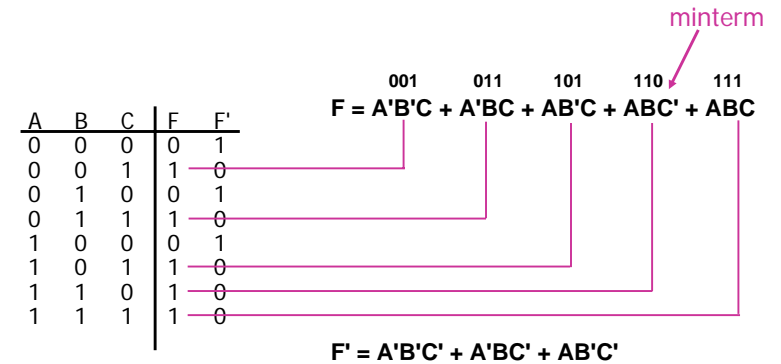 minterm
001 011 101 110 111
F = A'B'C + A'BC + AB'C + ABC' + ABC
A B C F F'
0 0 0 0 1
0 0 1 1 0
0 1 0 0 1
0 1 1 1 0
1 0 0 0 1
1 0 1 1 0
1 1 0 1 0
1 1 1 1 0
F' = A'B'C' + A'BC' + AB'C'